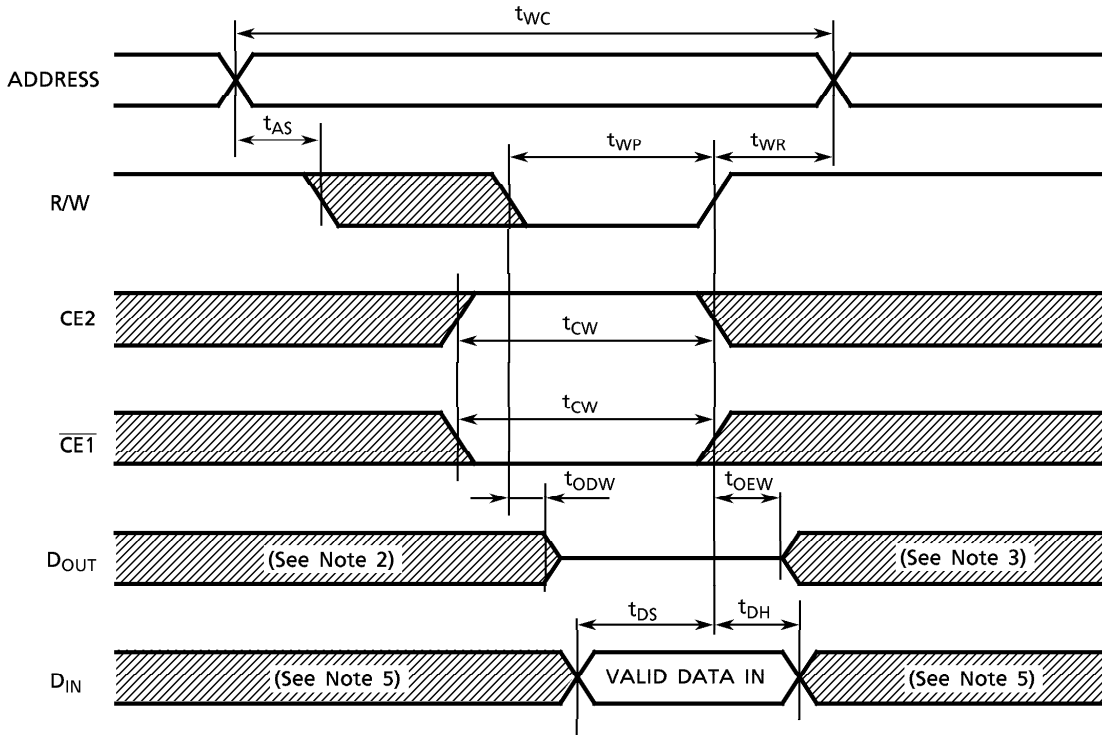 tWC
ADDRESS
tAS
tWP
tWR
R/W
CE2
tCW
tCW
CE1
tODW
tOEW
DOUT
(See Note 2)
(See Note 3)
tDS
tDH
DIN
(See Note 5)
VALID DATA IN
(See Note 5)